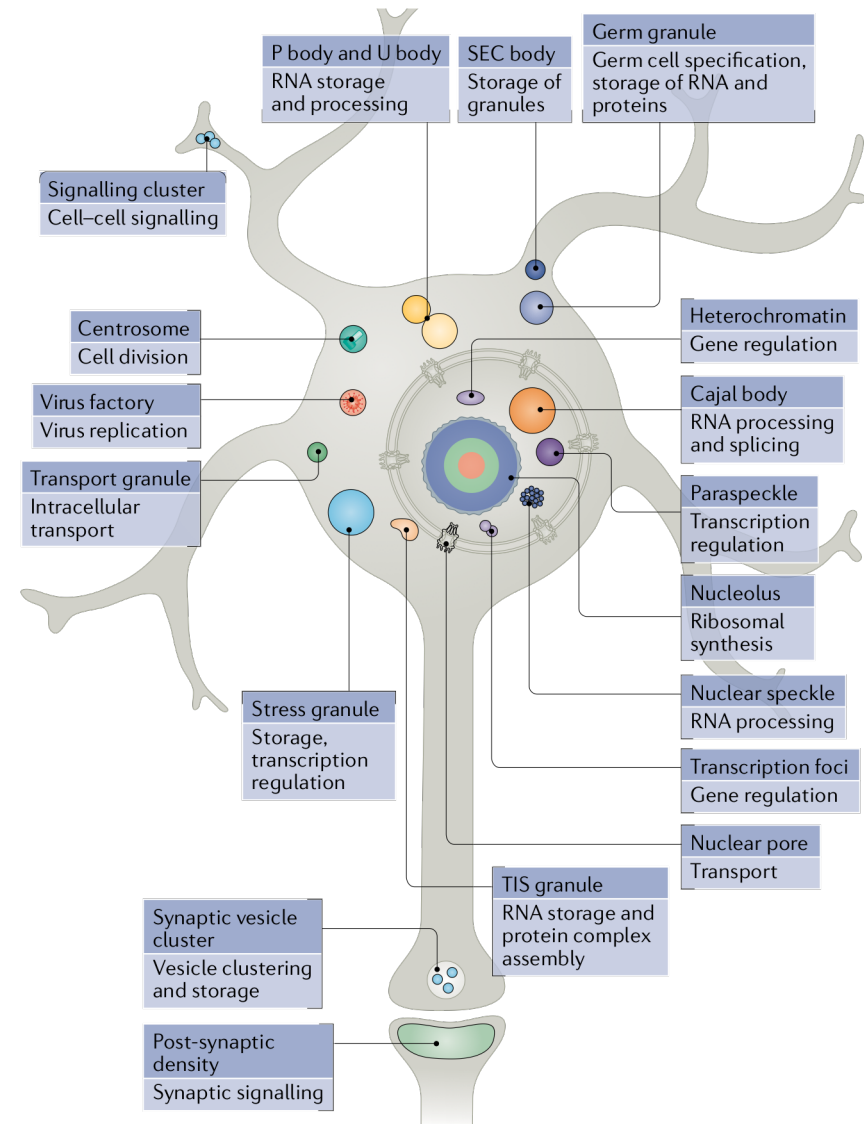 P body and U body
RNA storage
and processing
SEC body
Storage of
granules
Germ granule
Germ cell specification,
storage of RNA and
proteins
Signalling cluster
Cell–cell signalling
Centrosome
Cell division
Virus factory
Virus replication
Transport granule
Intracellular
transport
Heterochromatin
Gene regulation
Cajal body
RNA processing
and splicing
Paraspeckle
Transcription
regulation
Nucleolus
Ribosomal
synthesis
Nuclear speckle
RNA processing
Stress granule
Storage,
transcription
regulation
Transcription foci
Gene regulation
Nuclear pore
Transport
TIS granule
RNA storage and
protein complex
assembly
Synaptic vesicle
cluster
Vesicle clustering
and storage
Post-synaptic
density
Synaptic signalling